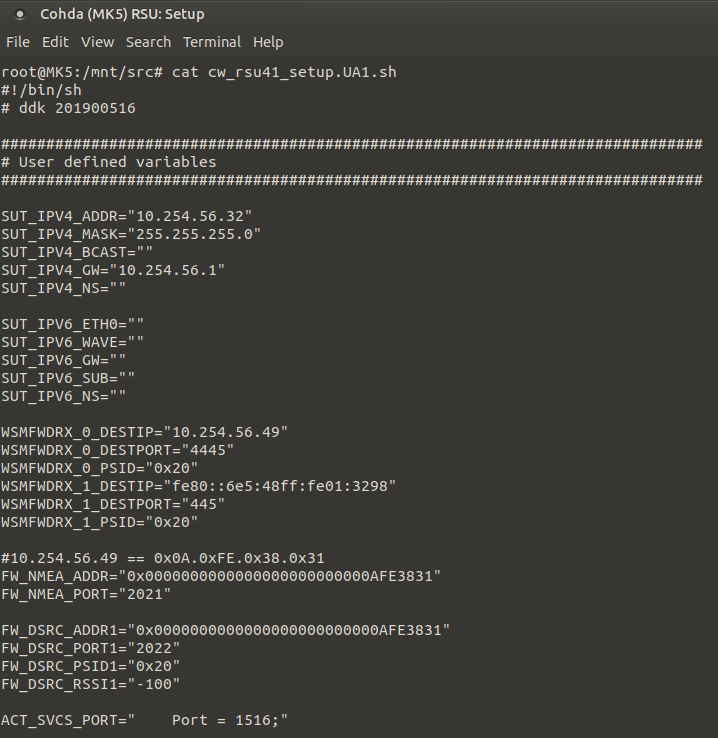 Cohda (MK5) RSU: Setup
File Edit View Search Terminal Help
root@MK5:/mnt/src# cat cw_rsu41_setup.UA1.sh
#!/bin/sh
# ddk 201900516
##############################################################################
# User defined variables
##############################################################################
SUT_IPV4_ADDR="10.254.56.32"
SUT_IPV4_MASK="255.255.255.0"
SUT_IPV4_BCAST=""
SUT_IPV4_GW="10.254.56.1"
SUT_IPV4_NS=""
SUT_IPV6_ETH0=""
SUT_IPV6_WAVE=""
SUT_IPV6_GW=""
SUT_IPV6_SUB=""
SUT_IPV6_NS=""
WSMFWDRX_0_DESTIP="10.254.56.49"
WSMFWDRX_0_DESTPORT="4445"
WSMFWDRX_0_PSID="0x20"
WSMFWDRX_1_DESTIP="fe80::6e5:48ff:fe01:3298"
WSMFWDRX_1_DESTPORT="445"
WSMFWDRX_1_PSID="0x20"
#10.254.56.49 == 0x0A.0xFE.0x38.0x31
FW_NMEA_ADDR="0x0000000000000000000000000AFE3831"
FW_NMEA_PORT="2021"
FW_DSRC_ADDR1="0x0000000000000000000000000AFE3831"
FW_DSRC_PORT1="2022"
FW_DSRC_PSID1="0x20"
FW_DSRC_RSSI1="-100"
ACT_SVCS_PORT="    Port = 1516;"